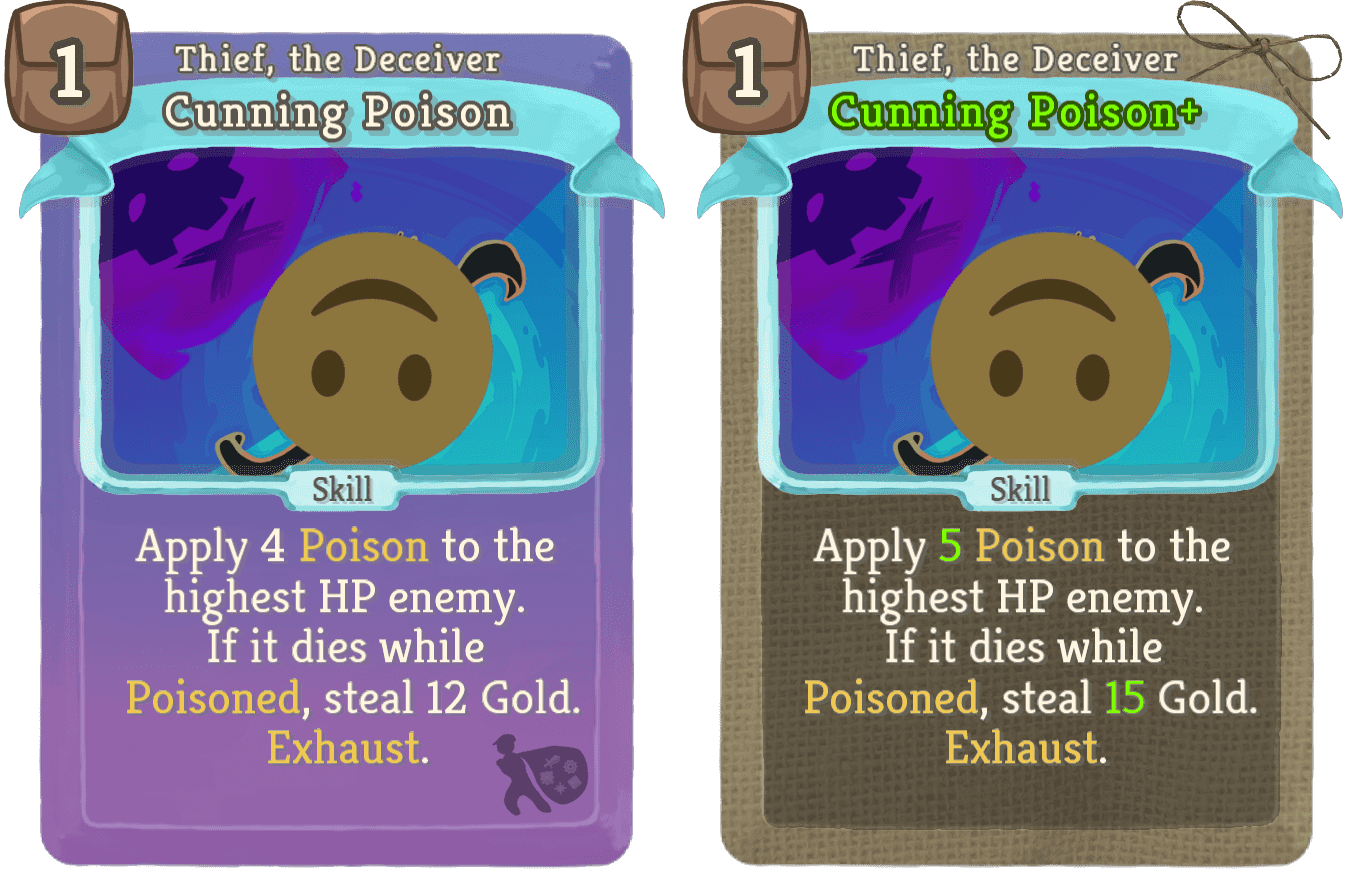 1
Thief, the Deceiver
Cunning Poison
Skill
Apply 4 Poison to the
highest HP enemy.
If it dies while
Poisoned, steal 12 Gold.
Exhaust.
1
Thief, the Deceiver
Cunning Poison+
Skill
Apply 5 Poison to the
highest HP enemy.
If it dies while
Poisoned, steal 15 Gold.
Exhaust.